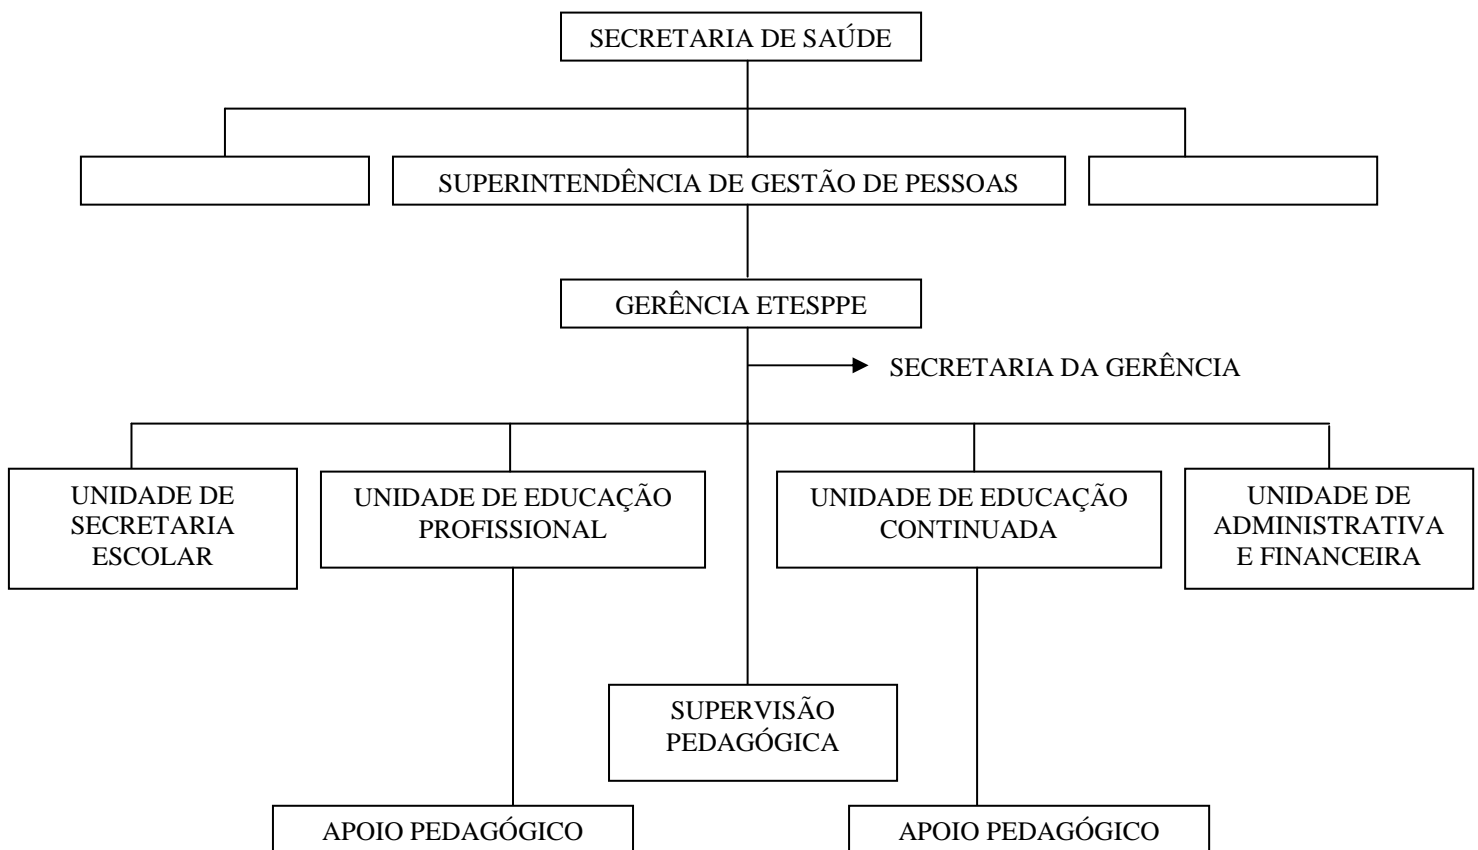 SECRETARIA DE SAÚDE
SUPERINTENDÊNCIA DE GESTÃO DE PESSOAS
GERÊNCIA ETESPPE
SECRETARIA DA GERÊNCIA
UNIDADE DE
SECRETARIA
ESCOLAR
UNIDADE DE EDUCAÇÃO
PROFISSIONAL
UNIDADE DE EDUCAÇÃO
CONTINUADA
UNIDADE DE
ADMINISTRATIVA
E FINANCEIRA
SUPERVISÃO
PEDAGÓGICA
APOIO PEDAGÓGICO
APOIO PEDAGÓGICO